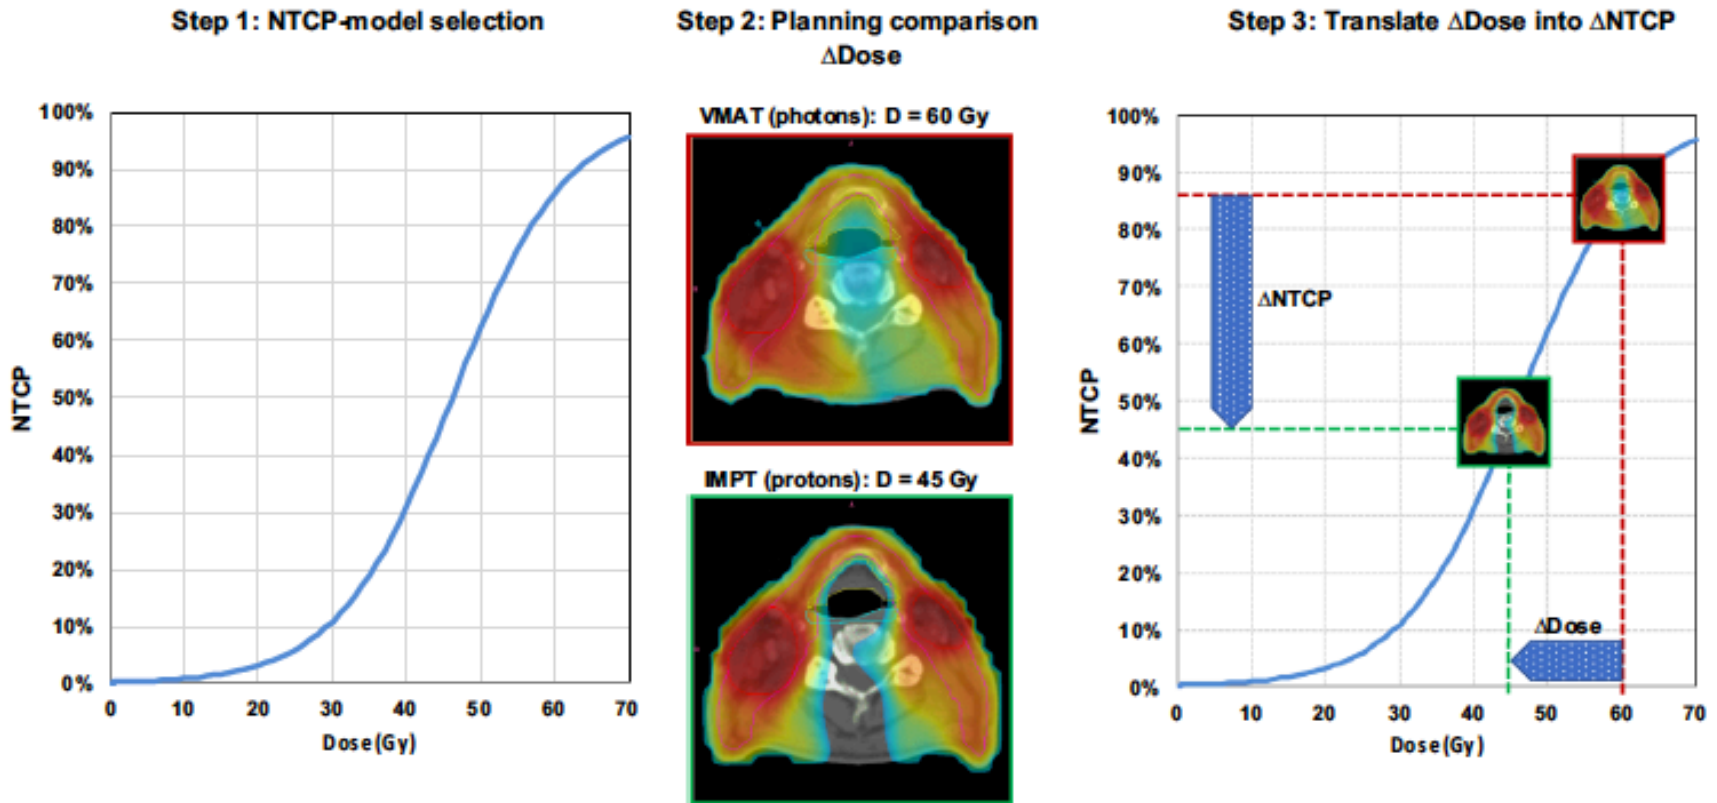 Step 1: NTCP-model selection
100%
90%
80%
70%
60%
50%
40%
30%
20%
10%
0%
NTCP
0 10 20 30 40 50 60 70
Dose(Gy)
Step 2: Planning comparison
ΔDose
VMAT (photons): D = 60 Gy
IMPT (protons): D = 45 Gy
Step 3: Translate ΔDose into ΔNTCP
100%
90%
80%
70%
60%
50%
40%
30%
20%
10%
0%
NTCP
ΔNTCP
ΔDose
0 10 20 30 40 50 60 70
Dose(Gy)